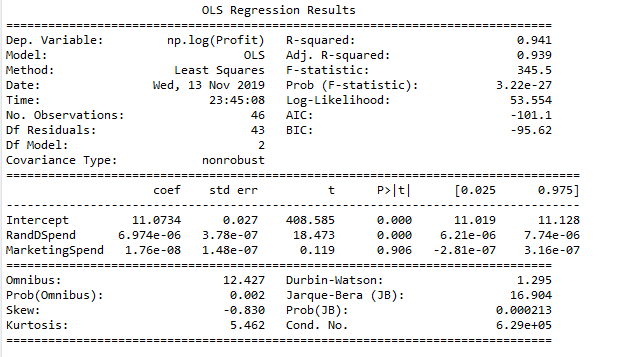 OLS Regression Results
==============================================================================
Dep. Variable: np.log(Profit) R-squared: 0.941
Model: OLS Adj. R-squared: 0.939
Method: Least Squares F-statistic: 345.5
Date: Wed, 13 Nov 2019 Prob (F-statistic): 3.22e-27
Time: 23:45:08 Log-Likelihood: 53.554
No. Observations: 46 AIC: -101.1
Df Residuals: 43 BIC: -95.62
Df Model: 2
Covariance Type: nonrobust
==================================================================================
coef std err t P>|t| [0.025 0.975]
----------------------------------------------------------------------------------
Intercept 11.0734 0.027 408.585 0.000 11.019 11.128
RandDSpend 6.974e-06 3.78e-07 18.473 0.000 6.21e-06 7.74e-06
MarketingSpend 1.76e-08 1.48e-07 0.119 0.906 -2.81e-07 3.16e-07
==============================================================================
Omnibus: 12.427 Durbin-Watson: 1.295
Prob(Omnibus): 0.002 Jarque-Bera (JB): 16.904
Skew: -0.830 Prob(JB): 0.000213
Kurtosis: 5.462 Cond. No. 6.29e+05
==============================================================================